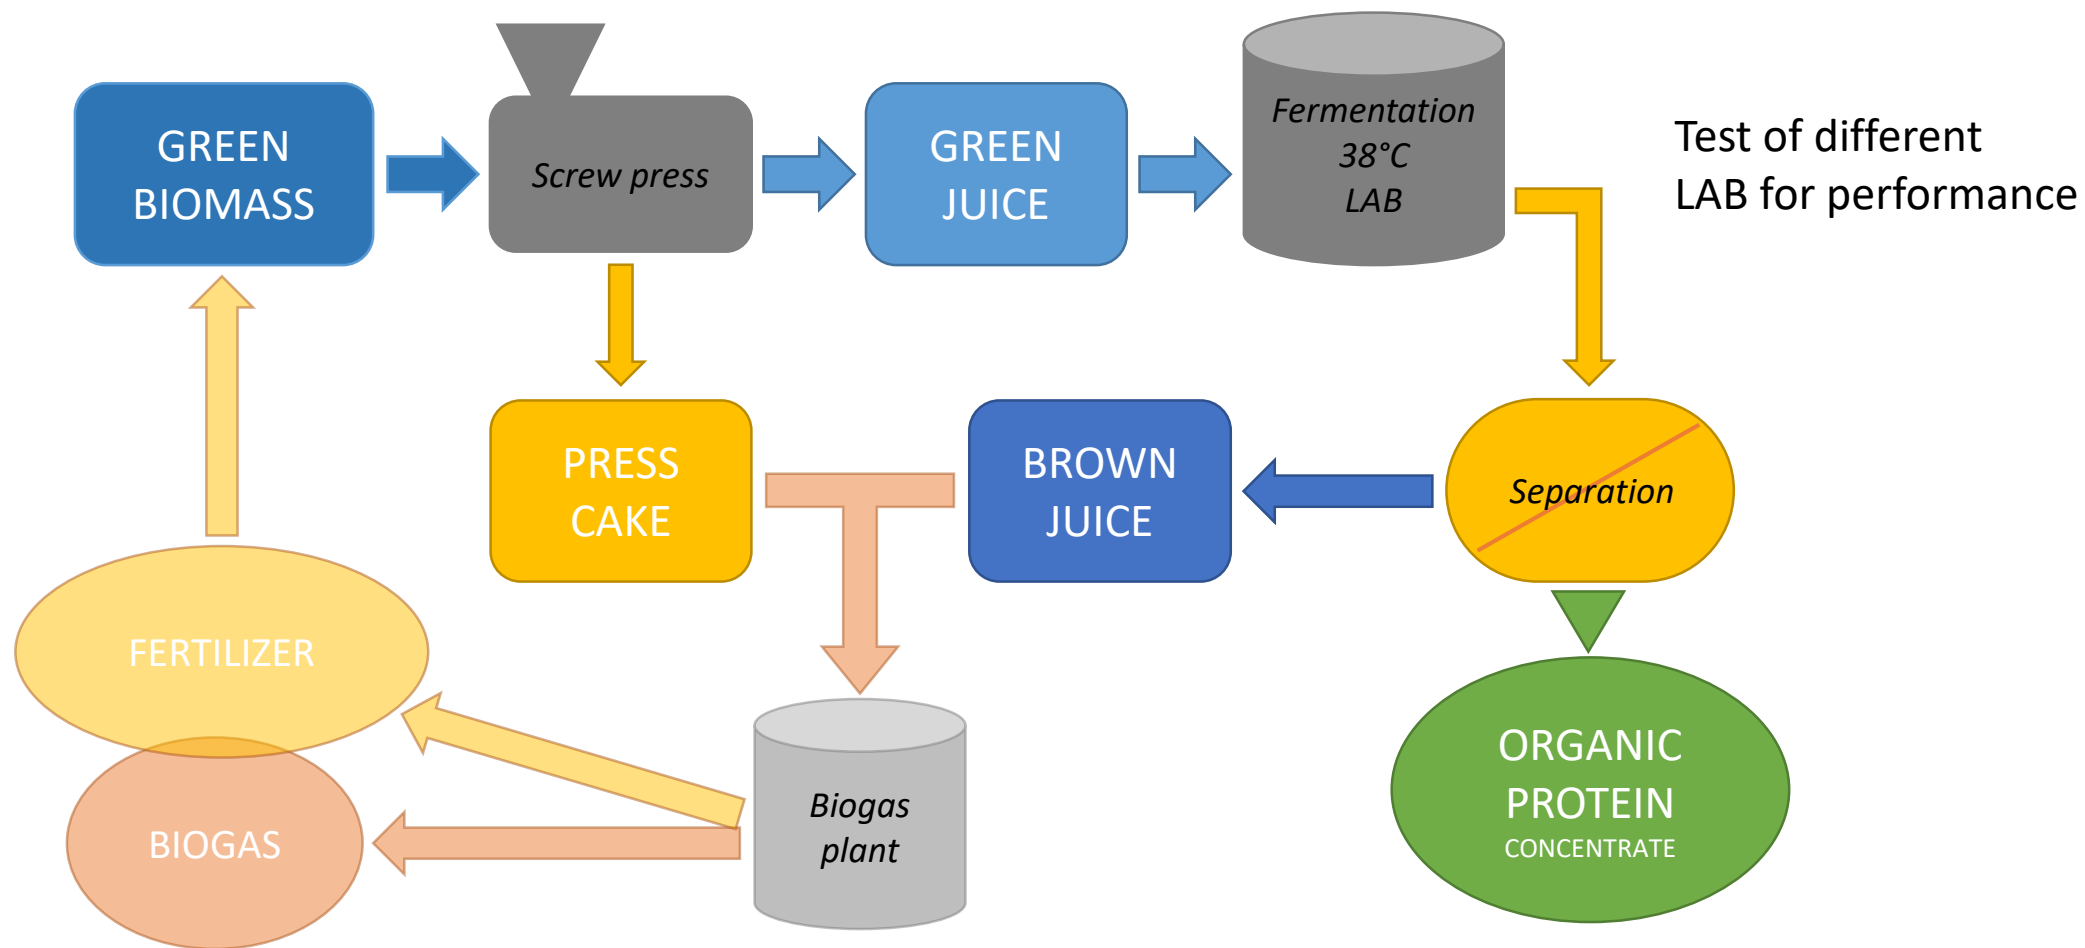 GREEN
BIOMASS
Screw press
GREEN
JUICE
Fermentation
38°C
LAB
Test of different
LAB for performance
PRESS
CAKE
BROWN
JUICE
Separation
FERTILIZER
BIOGAS
Biogas
plant
ORGANIC
PROTEIN
CONCENTRATE